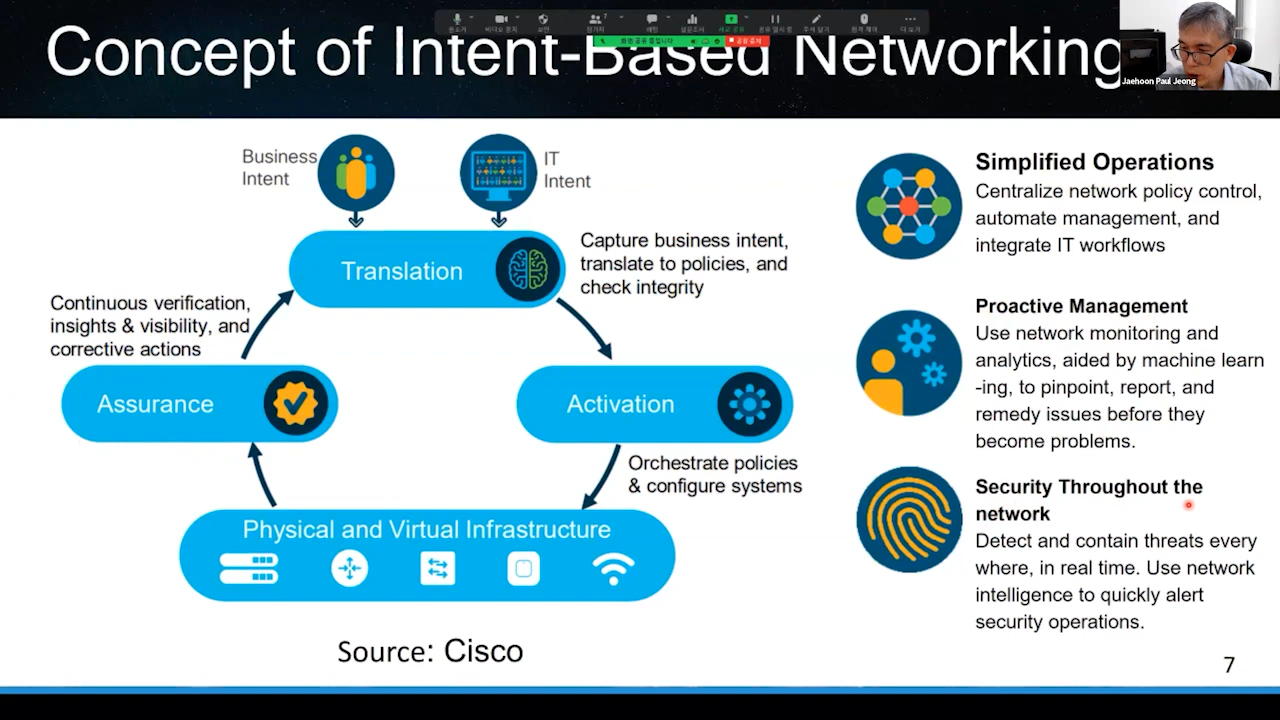 Concept of Intent-Based Networking
Jaehoon Paul Jeong
Business
Intent
IT
Intent
Translation
Capture business intent,
translate to policies, and
check integrity
Continuous verification,
insights & visibility, and
corrective actions
Assurance
Activation
Orchestrate policies
& configure systems
Physical and Virtual Infrastructure
Source: Cisco
Simplified Operations
Centralize network policy control,
automate management, and
integrate IT workflows
Proactive Management
Use network monitoring and
analytics, aided by machine learn
-ing, to pinpoint, report, and
remedy issues before they
become problems.
Security Throughout the
network
Detect and contain threats every
where, in real time. Use network
intelligence to quickly alert
security operations.
7